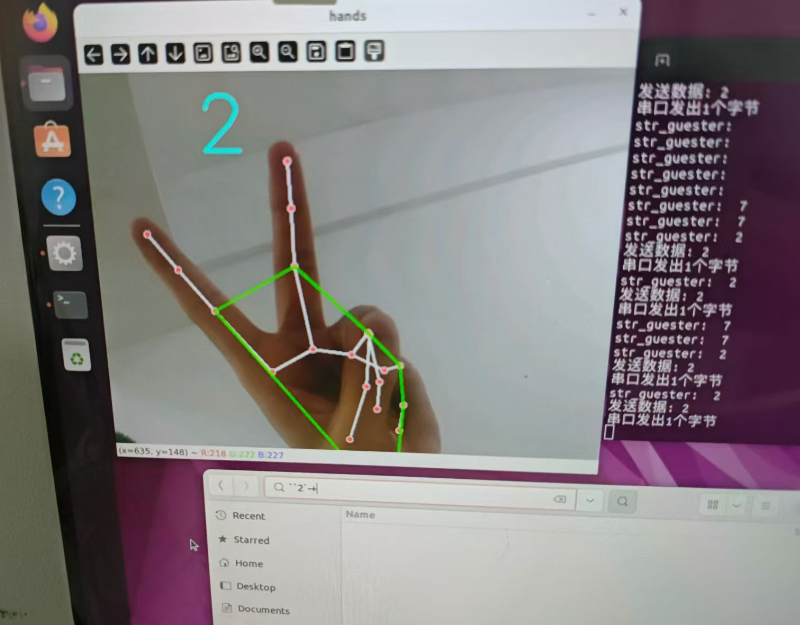 hands
2
(x=635, y=148) ~ R:218 G:222 B:227
发送数据: 2
串口发出1个字节
str_guester:
str_guester:
str_guester:
str_guester:
str_guester:
str_guester: 7
str_guester: 7
str_guester: 2
发送数据: 2
串口发出1个字节
str_guester: 2
发送数据: 2
串口发出1个字节
str_guester: 7
str_guester: 7
str_guester: 2
发送数据: 2
串口发出1个字节
str_guester: 2
发送数据: 2
串口发出1个字节
``2`→
Recent
Starred
Home
Desktop
Documents
Name